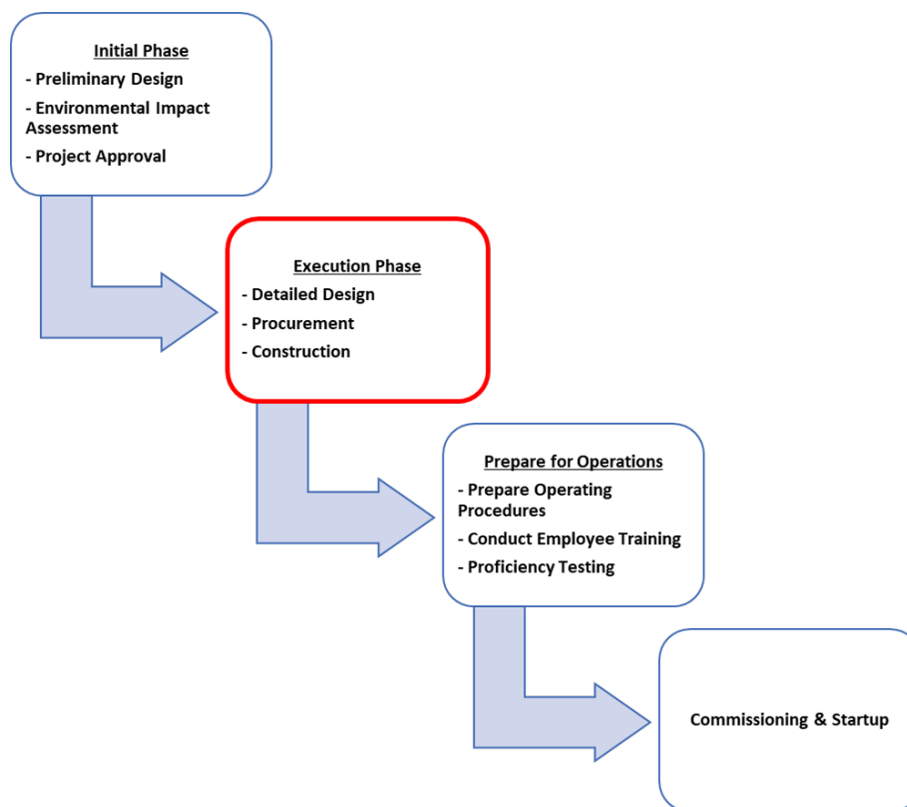 Initial Phase
- Preliminary Design
- Environmental Impact
Assessment
- Project Approval
Execution Phase
- Detailed Design
- Procurement
- Construction
Prepare for Operations
- Prepare Operating
Procedures
- Conduct Employee Training
- Proficiency Testing
Commissioning & Startup